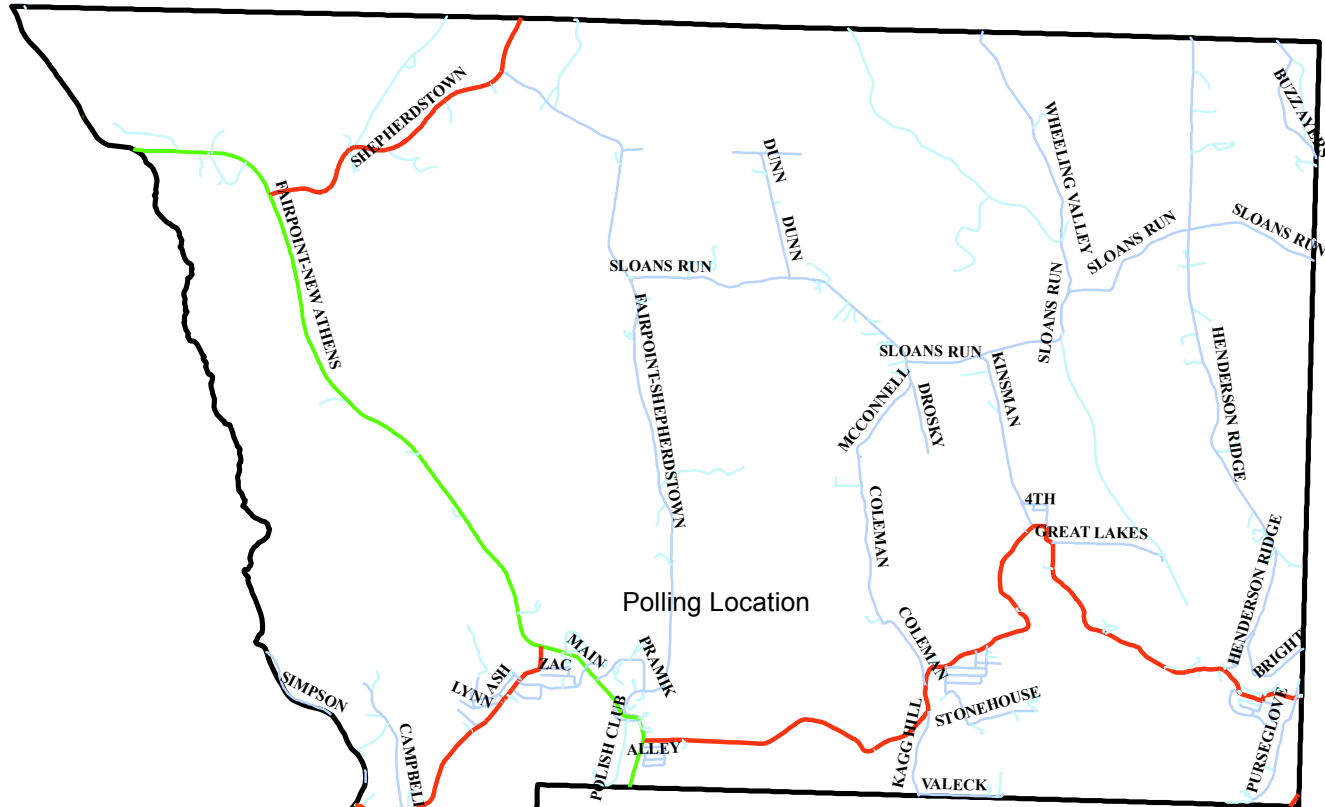 SHEPHERDSTOWN
BUZZ AYERS
WHEELING VALLEY
DUNN
FAIRPOINT-NEW ATHENS
DUNN
SLOANS RUN
SLOANS RUN
SLOANS RUN
SLOANS RUN
FAIRPOINT-SHEPHERDSTOWN
SLOANS RUN
KINSMAN
HENDERSON RIDGE
MCCONNELL
DROSKY
4TH
GREAT LAKES
COLEMAN
HENDERSON RIDGE
Polling Location
COLEMAN
MAIN
PRAMIK
ZAC
ASH
LYNN
BRIGHT
SIMPSON
STONEHOUSE
KAGG HILL
PURSEGLOVE
CAMPBELL
POLISH CLUB
ALLEY
VALECK